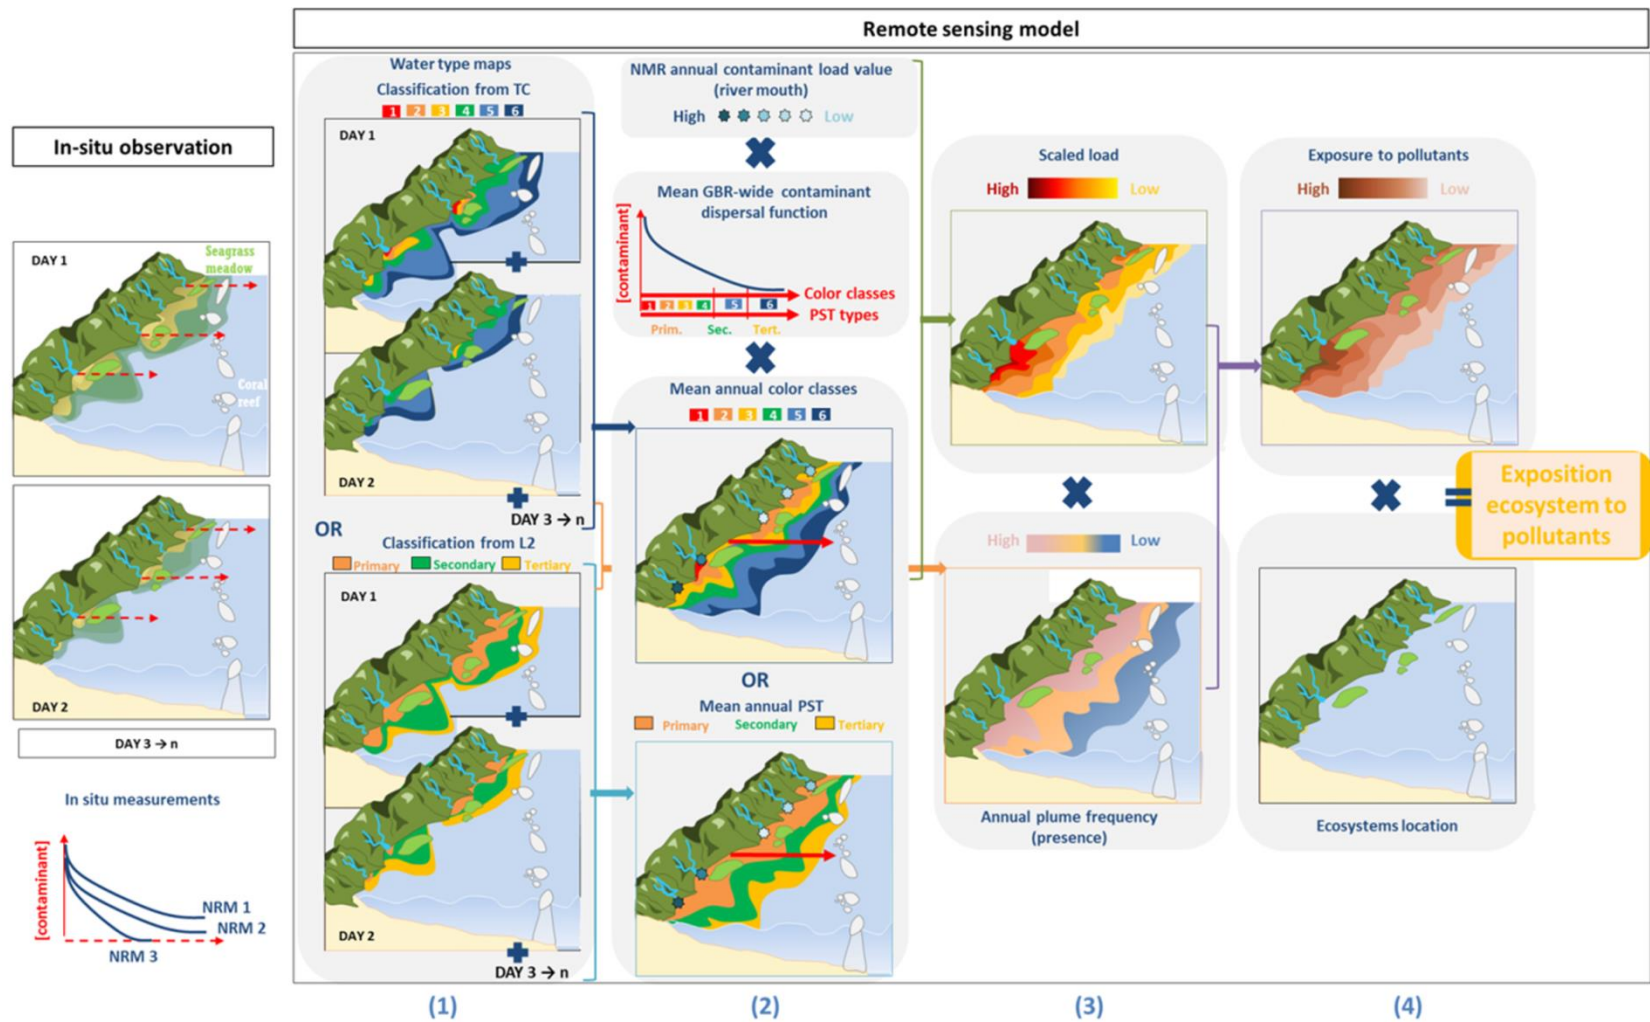 Remote sensing model
In-situ observation
DAY 1
Seagrass
meadow
Coral
reef
DAY 2
DAY 3 → n
In situ measurements
[contaminant]
NRM 1
NRM 2
NRM 3
Water type maps
Classification from TC
1 2 3 4 5 6
DAY 1
DAY 2
DAY 3 → n
OR
Classification from L2
Primary Secondary Tertiary
DAY 1
DAY 2
DAY 3 → n
(1)
NMR annual contaminant load value
(river mouth)
High Low
Mean GBR-wide contaminant
dispersal function
[contaminant]
Color classes
1 2 3 4 5 6
PST types
Prim. Sec. Tert.
Mean annual color classes
1 2 3 4 5 6
OR
Mean annual PST
Primary Secondary Tertiary
(2)
Scaled load
High Low
High Low
Annual plume frequency
(presence)
(3)
Exposure to pollutants
High Low
Exposition
ecosystem to
pollutants
Ecosystems location
(4)